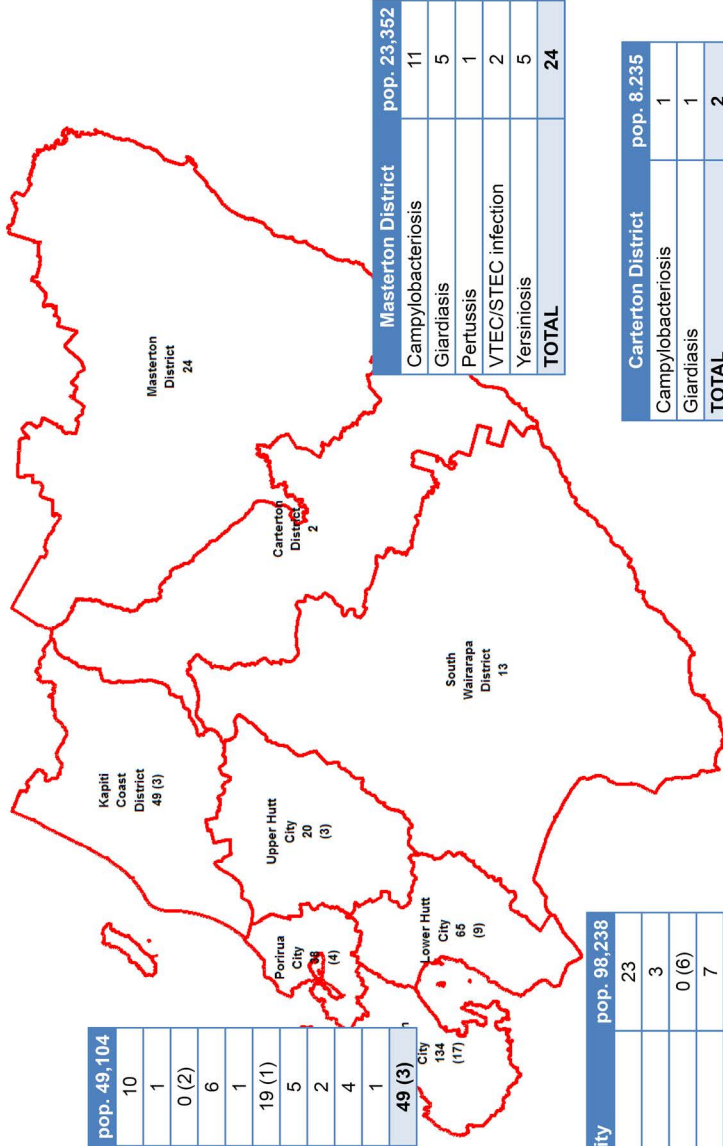 Kapiti
Coast
District
49 (3)
Masterton
District
24
Carterton
District
2
Upper Hutt
City
20
(3)
Porirua
City
(4)
Lower Hutt
City
65
(9)
City
134
(17)
South
Wairarapa
District
13
pop. 49,104
10
1
0 (2)
6
1
19 (1)
5
2
4
1
49 (3)
Masterton District pop. 23,352
Campylobacteriosis 11
Giardiasis 5
Pertussis 1
VTEC/STEC infection 2
Yersiniosis 5
TOTAL 24
Carterton District pop. 8.235
Campylobacteriosis 1
Giardiasis 1
TOTAL 2
ity pop. 98,238
23
3
0 (6)
7